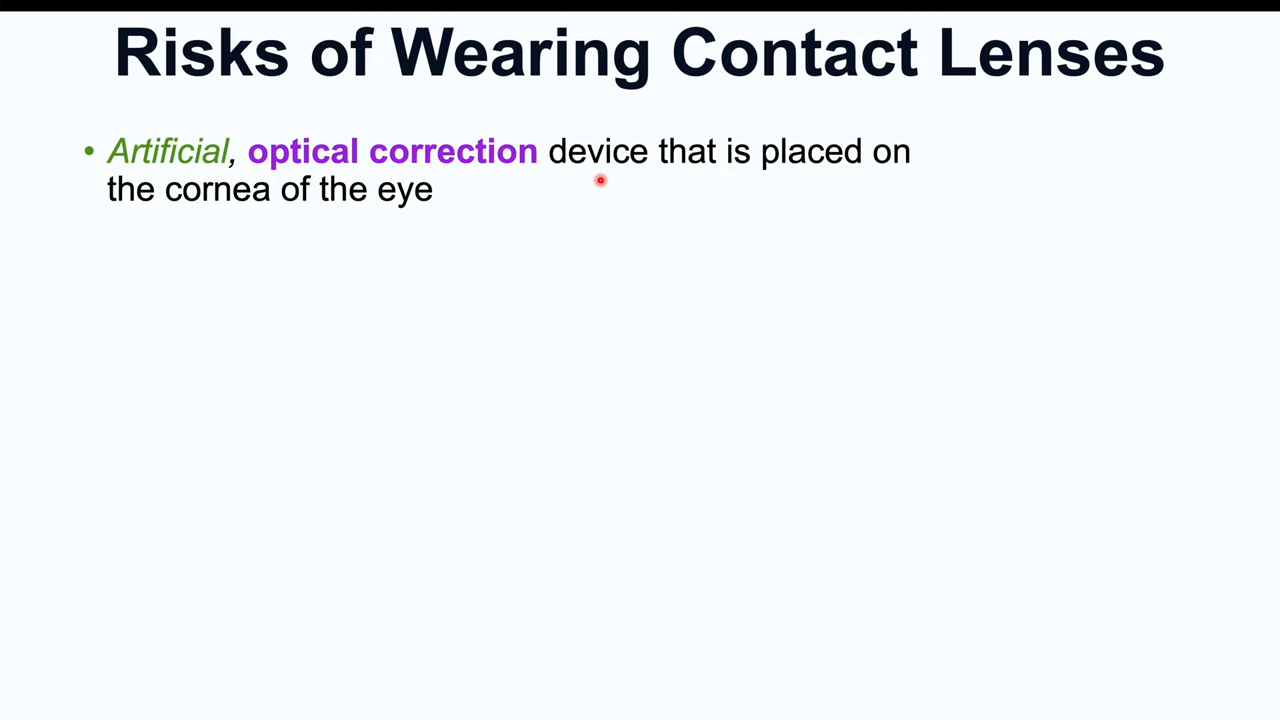 Risks of Wearing Contact Lenses
• Artificial, optical correction device that is placed on
the cornea of the eye